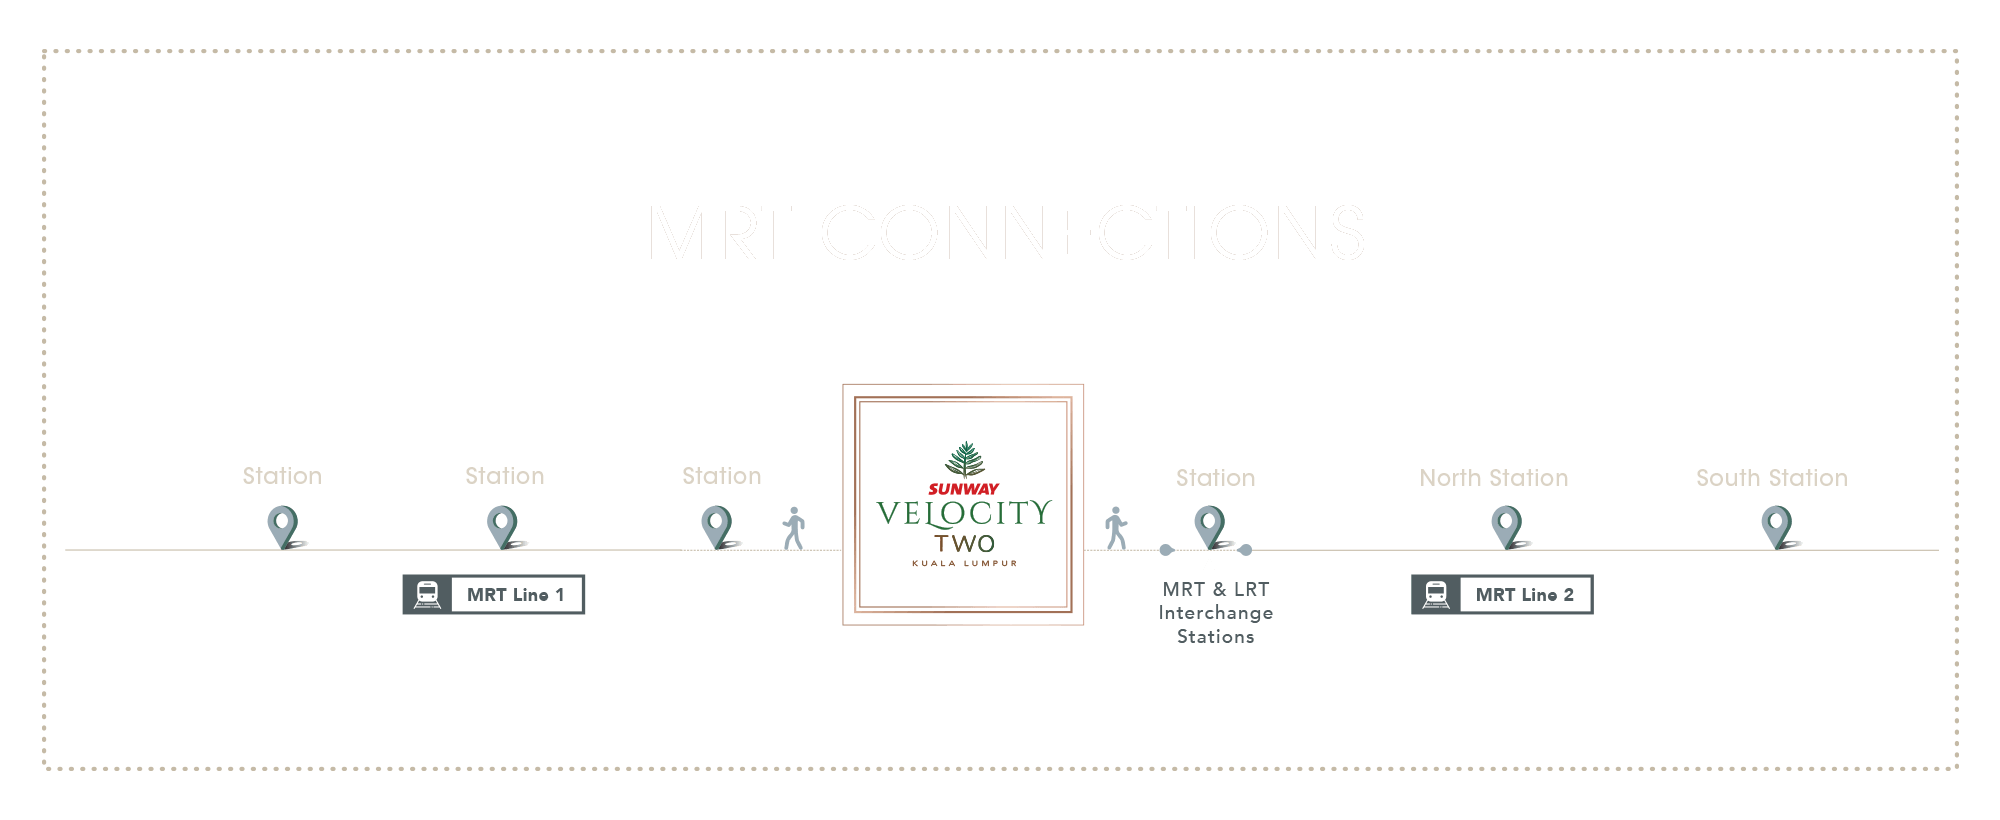 MRT CONNECTIONS
Station
Station
Station
Station
North Station
South Station
SUNWAY
VELOCITY
TWO
KUALA LUMPUR
MRT Line 1
MRT & LRT
Interchange
Stations
MRT Line 2